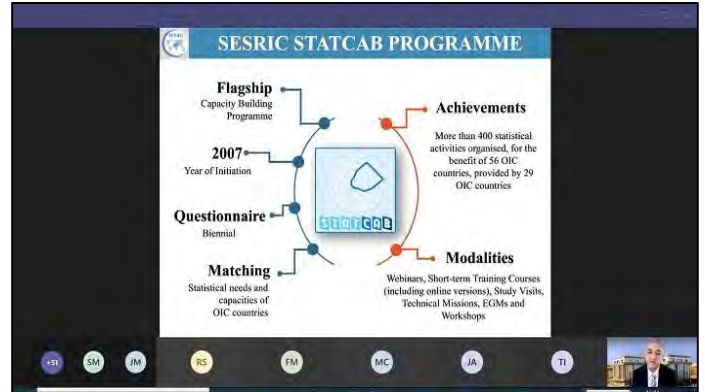 SESRIC STATCAB PROGRAMME
Flagship
Capacity Building
Programme
2007
Year of Initiation
Questionnaire
Biennial
Matching
Statistical needs and
capacities of
OIC countries
STATCAB
Achievements
More than 400 statistical
activities organised, for the
benefit of 56 OIC
countries, provided by 29
OIC countries
Modalities
Webinars, Short-term Training Courses
(including online versions), Study Visits,
Technical Missions, EGMs and
Workshops
+51
SM
JM
RS
FM
MC
JA
TI